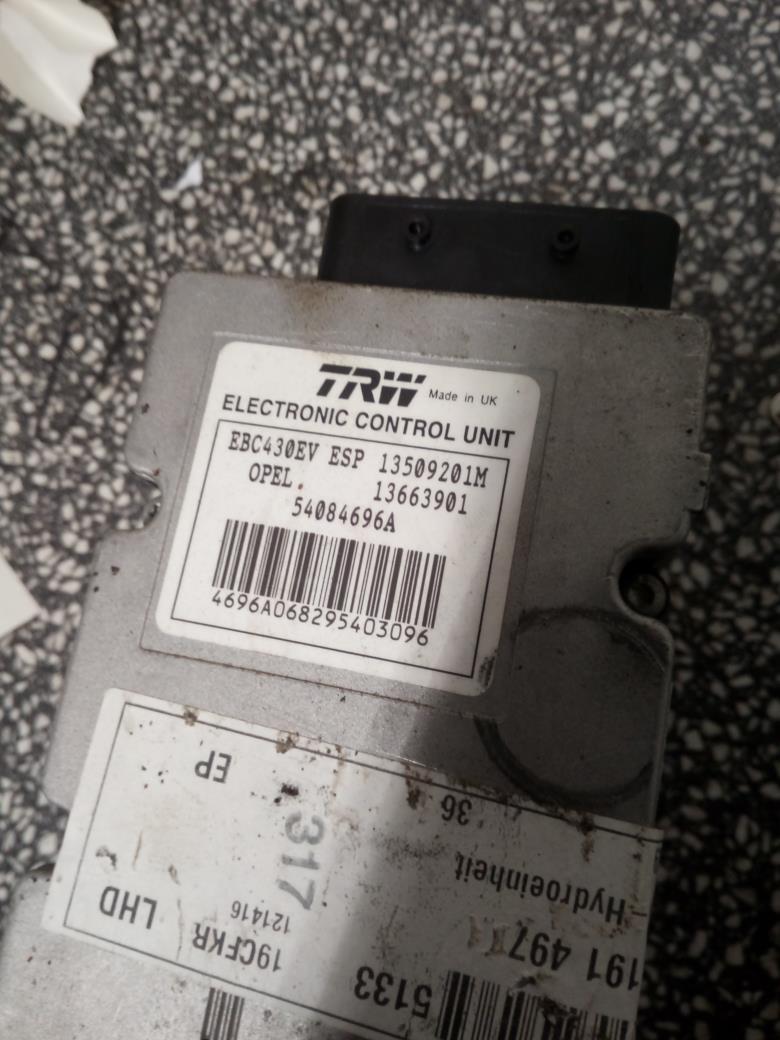 TRW Made in UK
ELECTRONIC CONTROL UNIT
EBC430EV ESP 13509201M
OPEL. 13663901
54084696A
4696A068295403096
EP
36
317
Hydroeinheit
LHD
121416
19CFKR
191 497
5133